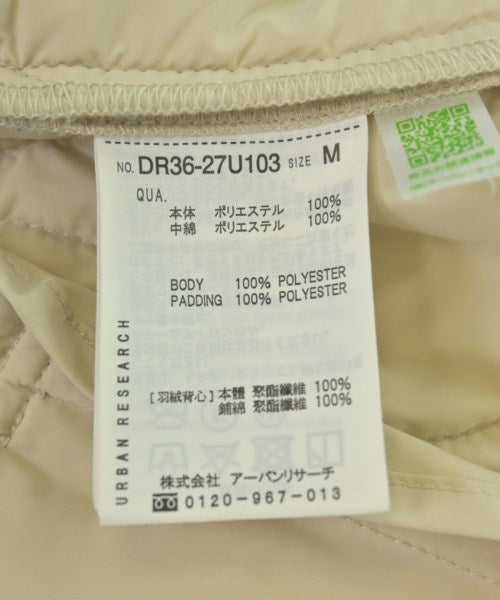 NO. DR36-27U103 SIZE M
QUA.
本体 ポリエステル 100%
中綿 ポリエステル 100%
BODY 100% POLYESTER
PADDING 100% POLYESTER
[羽絨背心] 本體 聚酯纖維 100%
鋪綿 聚酯纖維 100%
URBAN RESEARCH
株式会社 アーバンリサーチ
0120-967-013